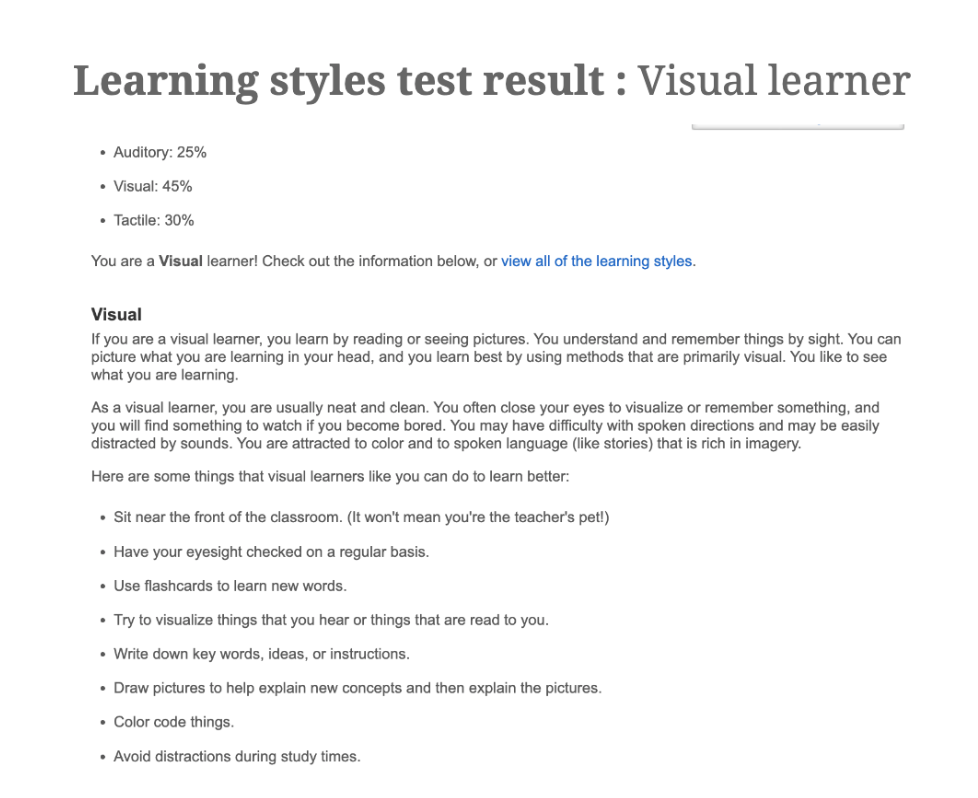 Learning styles test result : Visual learner
• Auditory: 25%
• Visual: 45%
• Tactile: 30%
You are a Visual learner! Check out the information below, or view all of the learning styles.
Visual
If you are a visual learner, you learn by reading or seeing pictures. You understand and remember things by sight. You can
picture what you are learning in your head, and you learn best by using methods that are primarily visual. You like to see
what you are learning.
As a visual learner, you are usually neat and clean. You often close your eyes to visualize or remember something, and
you will find something to watch if you become bored. You may have difficulty with spoken directions and may be easily
distracted by sounds. You are attracted to color and to spoken language (like stories) that is rich in imagery.
Here are some things that visual learners like you can do to learn better:
• Sit near the front of the classroom. (It won't mean you're the teacher's pet!)
• Have your eyesight checked on a regular basis.
• Use flashcards to learn new words.
• Try to visualize things that you hear or things that are read to you.
• Write down key words, ideas, or instructions.
• Draw pictures to help explain new concepts and then explain the pictures.
• Color code things.
• Avoid distractions during study times.